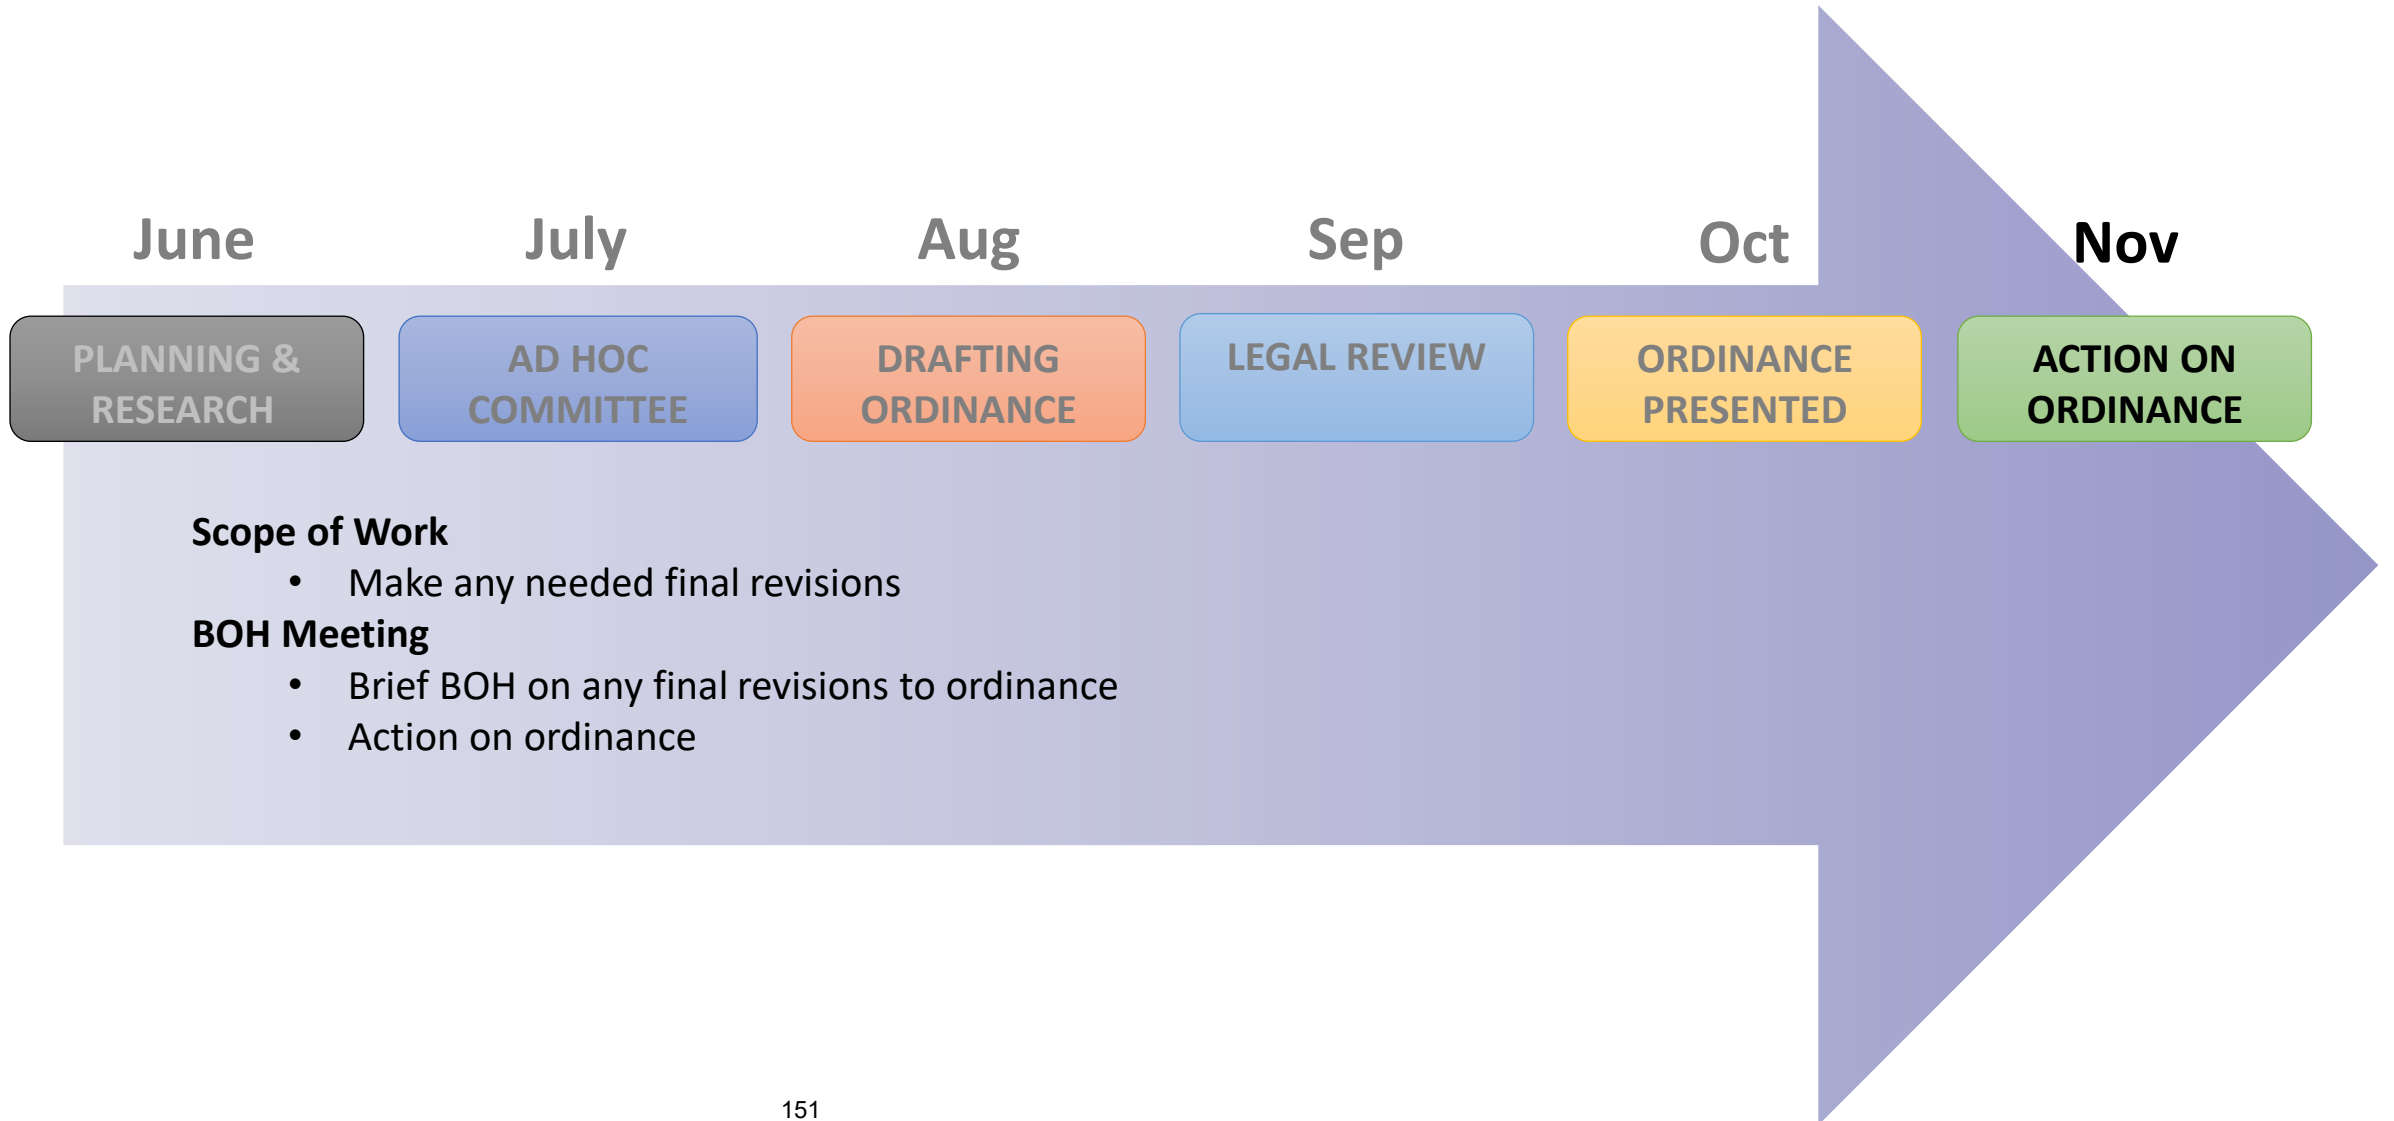 June
July
Aug
Sep
Oct
Nov
PLANNING &
RESEARCH
AD HOC
COMMITTEE
DRAFTING
ORDINANCE
LEGAL REVIEW
ORDINANCE
PRESENTED
ACTION ON
ORDINANCE
Scope of Work
• Make any needed final revisions
BOH Meeting
• Brief BOH on any final revisions to ordinance
• Action on ordinance
151